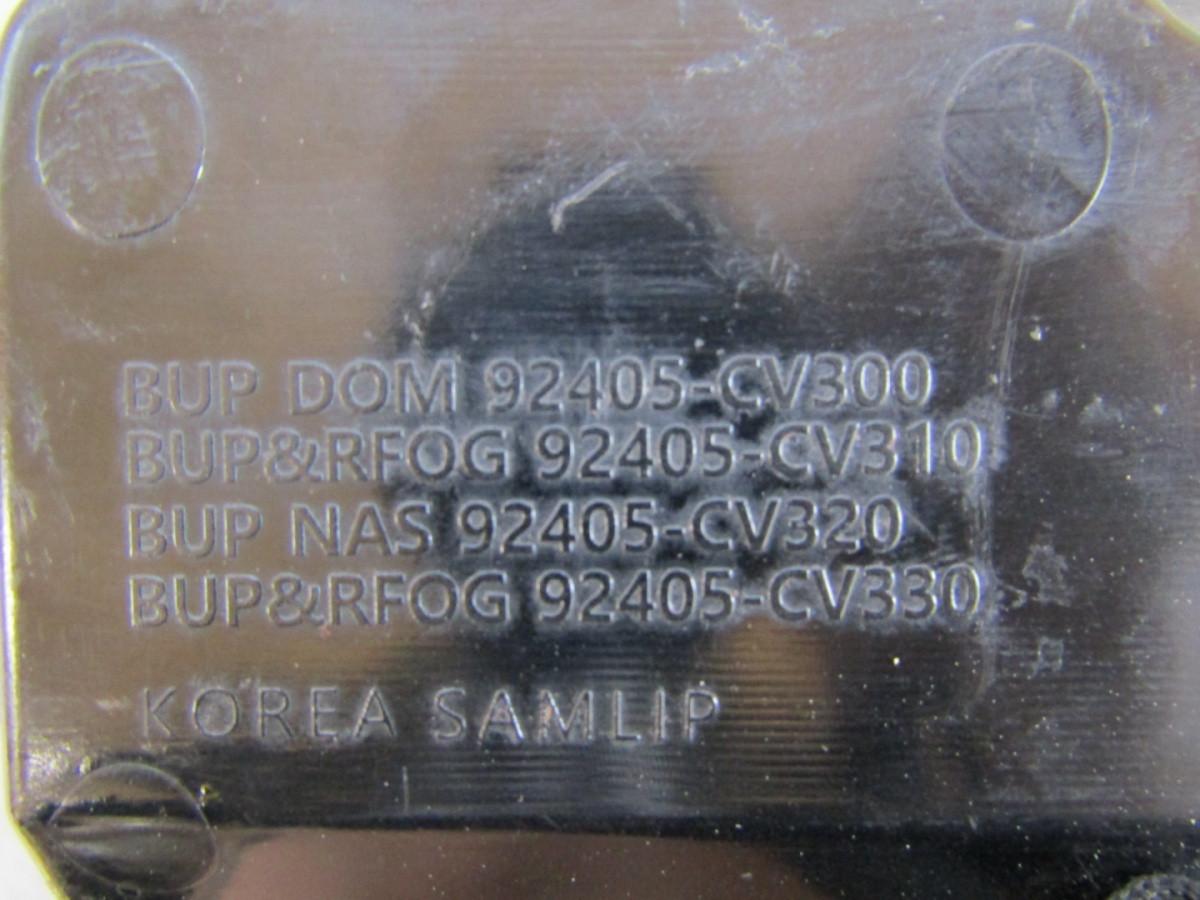 BUP DOM 92405-CV300
BUP&RFOG 92405-CV310
BUP NAS 92405-CV320
BUP&RFOG 92405-CV330
KOREA SAMLIP